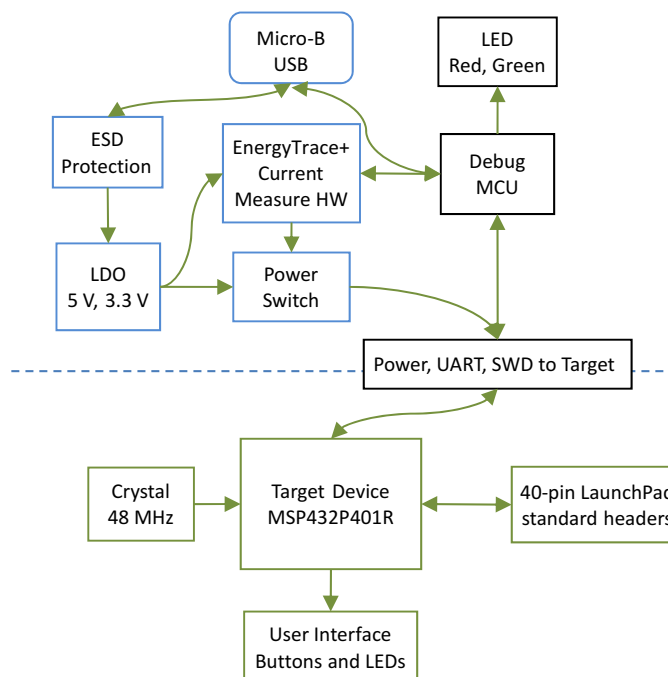 Micro-B
USB
LED
Red, Green
ESD
Protection
EnergyTrace+
Current
Measure HW
Debug
MCU
LDO
5 V, 3.3 V
Power
Switch
Power, UART, SWD to Target
Crystal
48 MHz
Target Device
MSP432P401R
40-pin LaunchPad
standard headers
User Interface
Buttons and LEDs